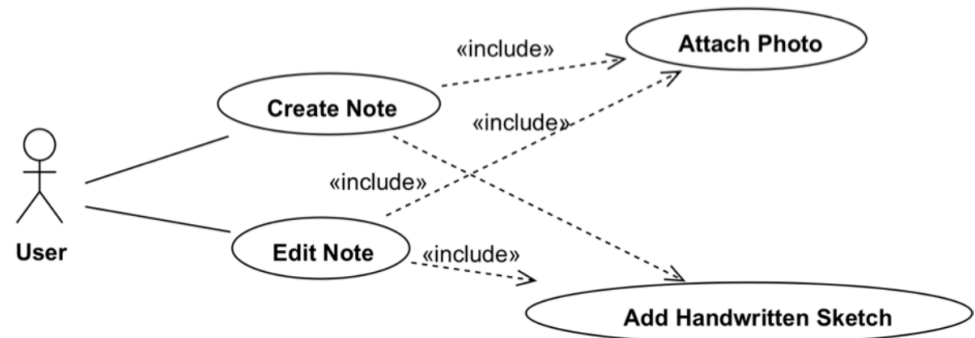 «include»
Attach Photo
Create Note
«include»
«include»
User
Edit Note
«include»
Add Handwritten Sketch